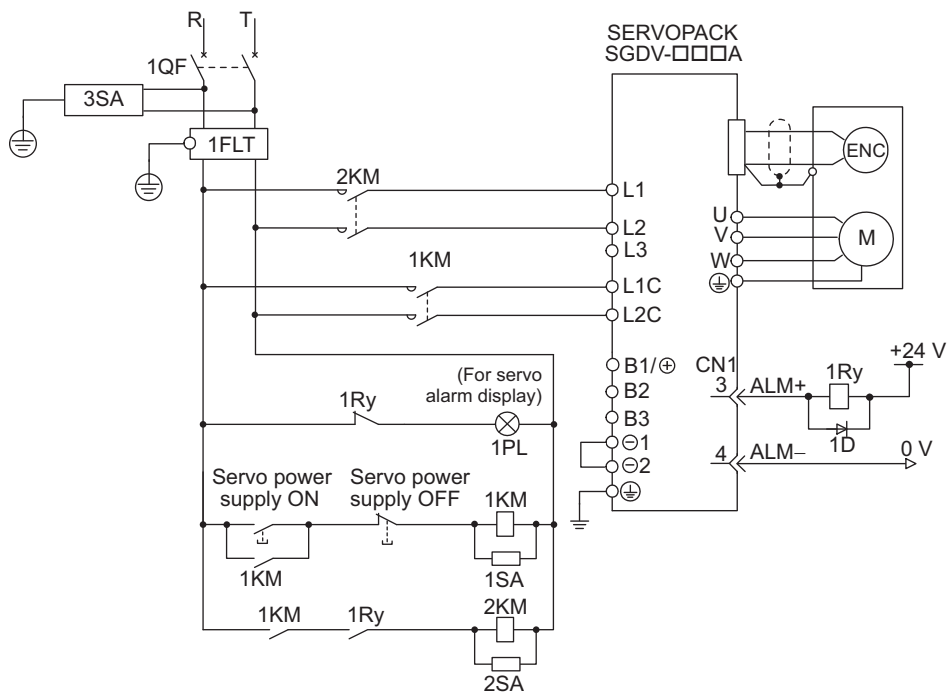 R T
SERVOPACK
SGDV-□□□A
1QF
3SA
1FLT
ENC
2KM
L1
U
L2
V
M
L3
W
1KM
L1C
L2C
B1/⊕
CN1
+24 V
(For servo
alarm display)
3 ALM+
1Ry
B2
1Ry
B3
1D
1PL
⊖1
4 ALM−
0 V
⊖2
Servo power
supply ON
Servo power
supply OFF
1KM
1KM
1SA
1KM
1Ry
2KM
2SA